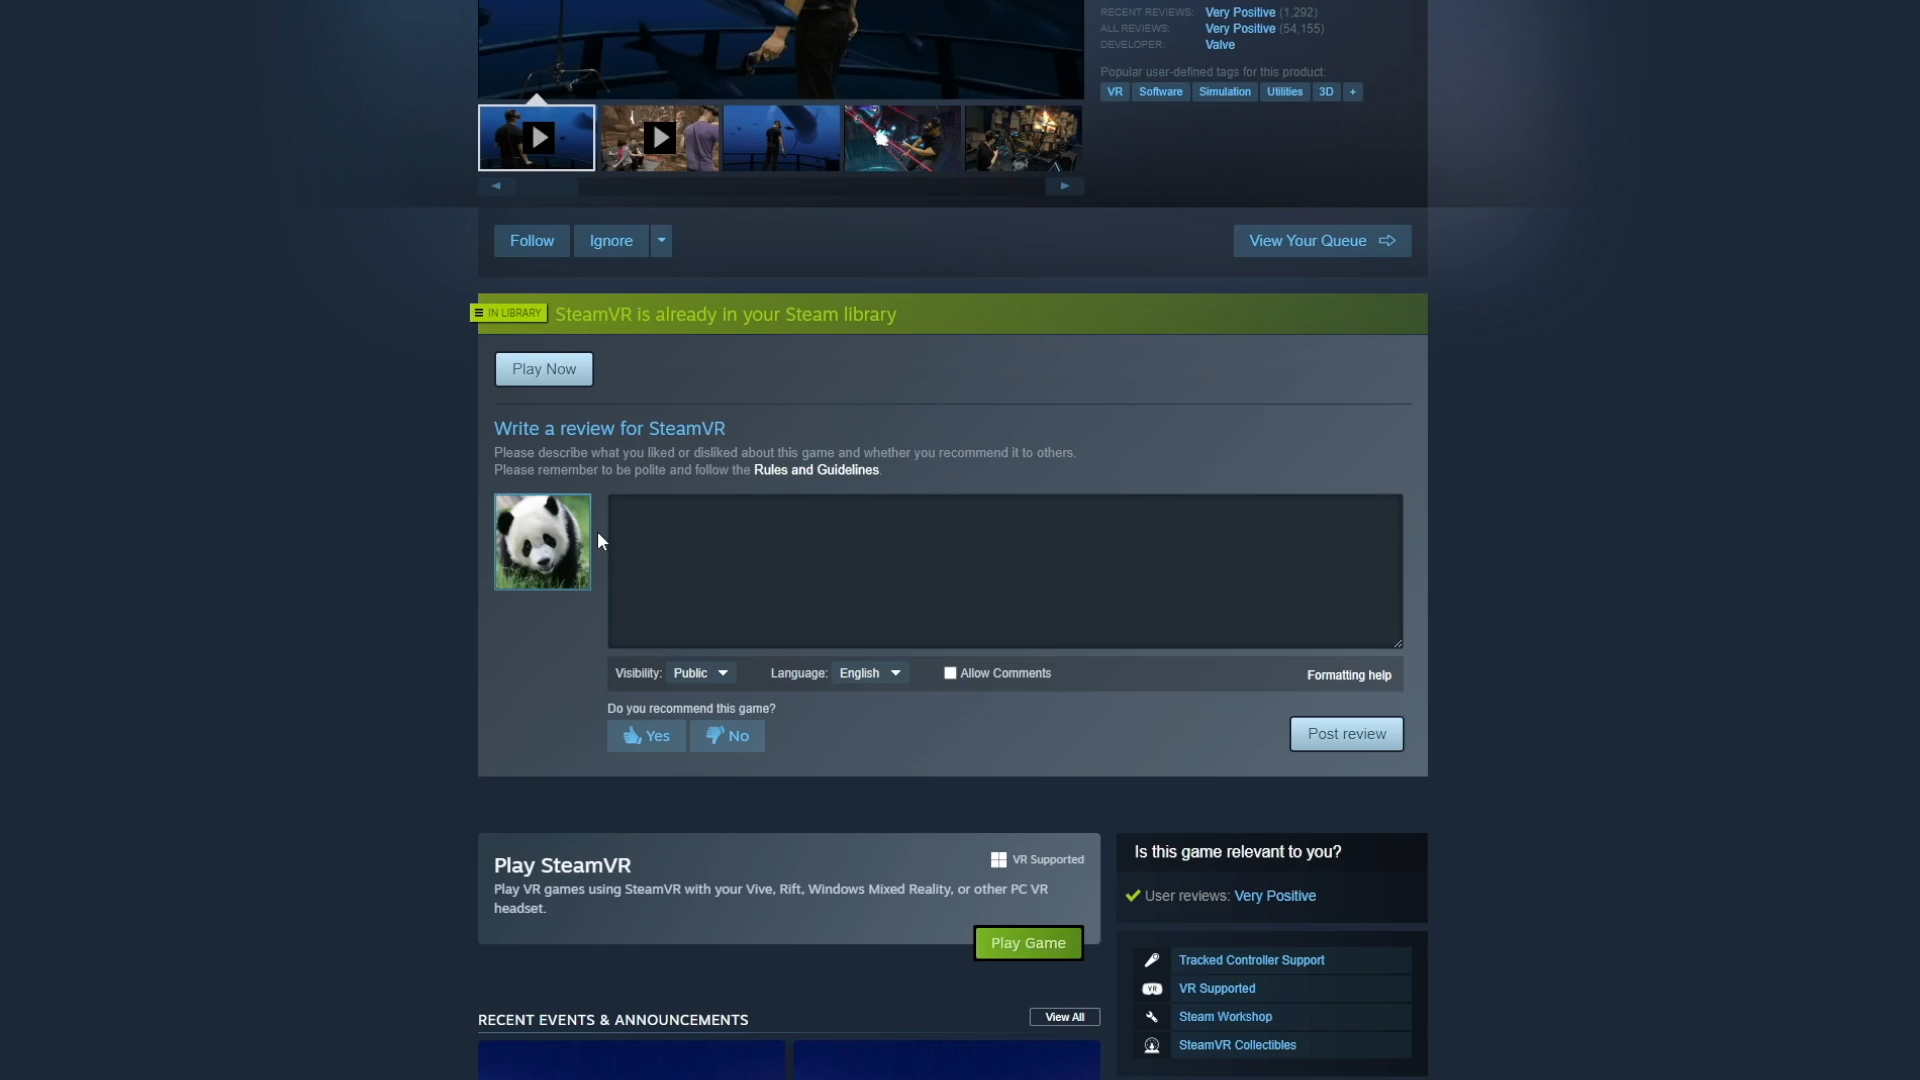 RECENT REVIEWS: Very Positive (1,292)
ALL REVIEWS: Very Positive (54,155)
DEVELOPER: Valve
Popular user-defined tags for this product:
VR Software Simulation Utilities 3D +
Follow Ignore View Your Queue
IN LIBRARY SteamVR is already in your Steam library
Play Now
Write a review for SteamVR
Please describe what you liked or disliked about this game and whether you recommend it to others.
Please remember to be polite and follow the Rules and Guidelines.
Visibility: Public Language: English Allow Comments Formatting help
Do you recommend this game?
Yes No Post review
Play SteamVR
VR Supported
Play VR games using SteamVR with your Vive, Rift, Windows Mixed Reality, or other PC VR
headset.
Play Game
Is this game relevant to you?
User reviews: Very Positive
Tracked Controller Support
VR VR Supported
Steam Workshop
SteamVR Collectibles
RECENT EVENTS & ANNOUNCEMENTS View All